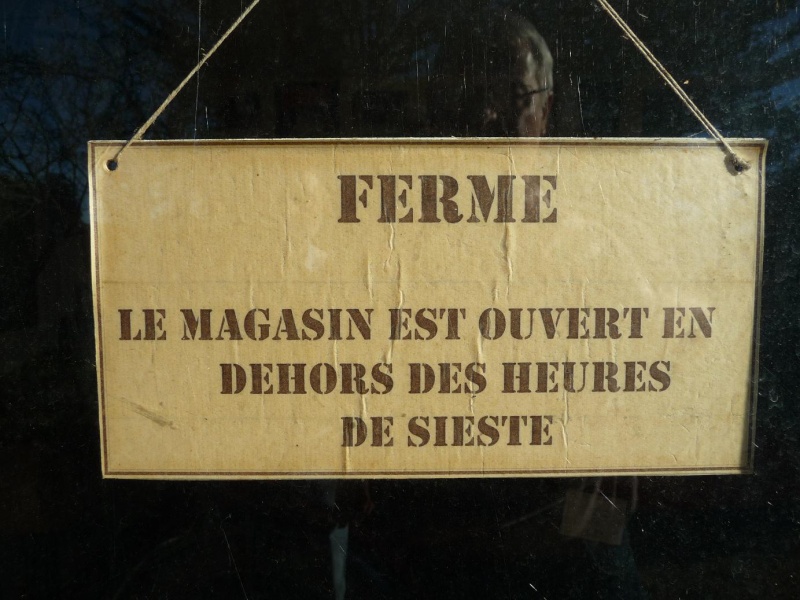 FERME
LE MAGASIN EST OUVERT EN
DEHORS DES HEURES
DE SIESTE